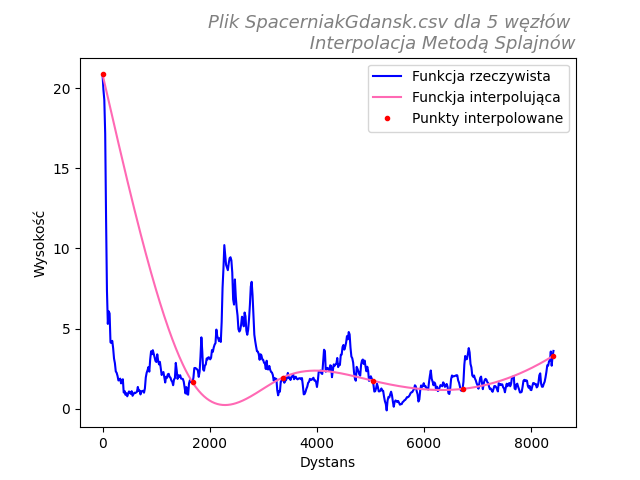 Plik SpacerniakGdansk.csv dla 5 węzłów
Interpolacja Metodą Splajnów
Funkcja rzeczywista
Funckja interpolująca
Punkty interpolowane
20
15
10
5
0
Wysokość
0 2000 4000 6000 8000
Dystans